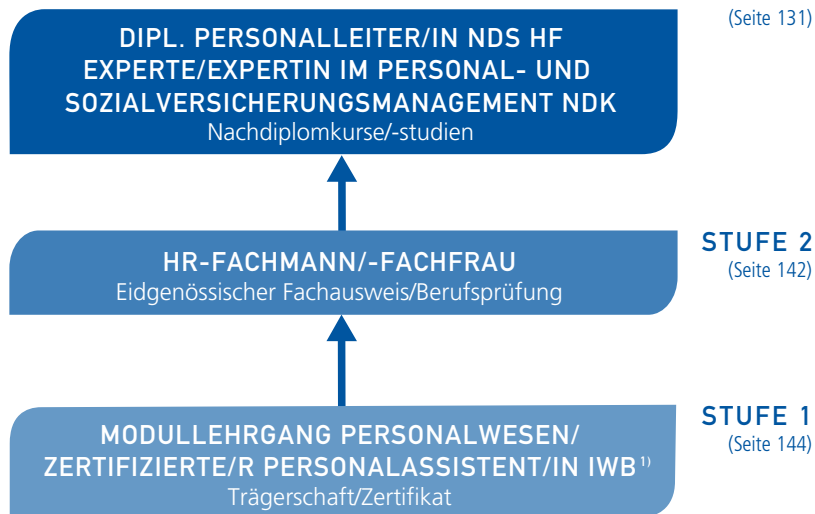 (Seite 131)
DIPL. PERSONALLEITER/IN NDS HF
EXPERTE/EXPERTIN IM PERSONAL- UND
SOZIALVERSICHERUNGSMANAGEMENT NDK
Nachdiplomkurse/-studien
STUFE 2
(Seite 142)
HR-FACHMANN/-FACHFRAU
Eidgenössischer Fachausweis/Berufsprüfung
STUFE 1
(Seite 144)
MODULLEHRGANG PERSONALWESEN/
ZERTIFIZIERTE/R PERSONALASSISTENT/IN IWB 1)
Trägerschaft/Zertifikat